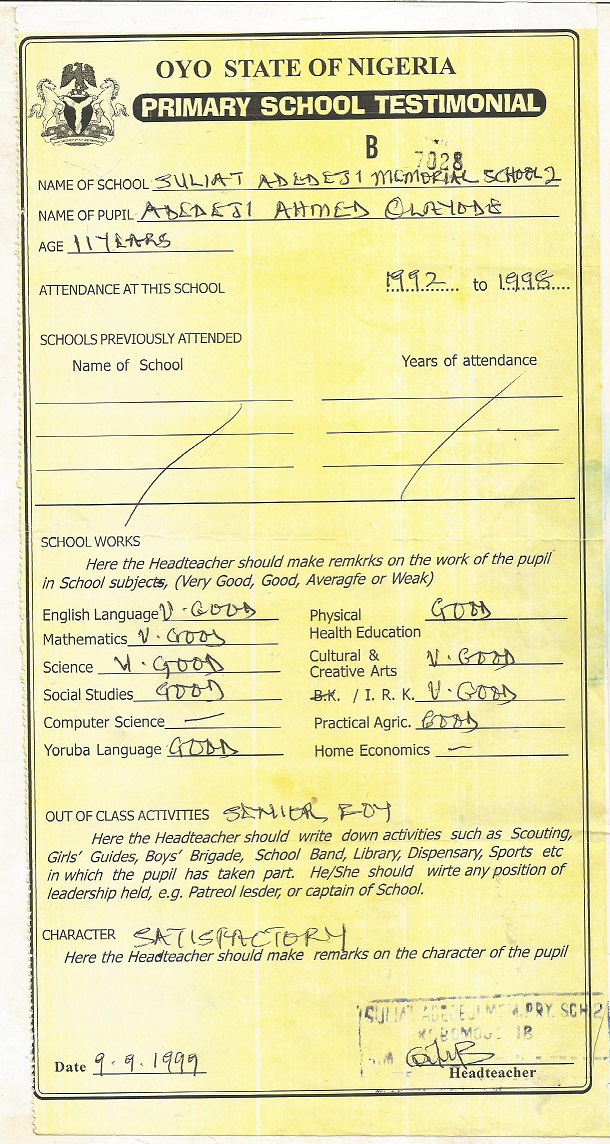 OYO STATE OF NIGERIA
PRIMARY SCHOOL TESTIMONIAL
B 7028
NAME OF SCHOOL SULIAT ADEDEJI MEMORIAL SCHOOL 2
NAME OF PUPIL ADEDEJI AHMED OLAYODE
AGE 11 YEARS
ATTENDANCE AT THIS SCHOOL 1992 to 1998
SCHOOLS PREVIOUSLY ATTENDED
Name of School Years of attendance
SCHOOL WORKS
Here the Headteacher should make remkrks on the work of the pupil
in School subjects, (Very Good, Good, Averagfe or Weak)
English Language V. GOOD Physical GOOD
Mathematics V. GOOD Health Education
Science V. GOOD Cultural & V. GOOD
Creative Arts
Social Studies GOOD B.K. / I. R. K. V. GOOD
Computer Science — Practical Agric. GOOD
Yoruba Language GOOD Home Economics —
OUT OF CLASS ACTIVITIES SENIOR BOY
Here the Headteacher should write down activities such as Scouting,
Girls' Guides, Boys' Brigade, School Band, Library, Dispensary, Sports etc
in which the pupil has taken part. He/She should wirte any position of
leadership held, e.g. Patreol lesder, or captain of School.
CHARACTER SATISFACTORY
Here the Headteacher should make remarks on the character of the pupil
SULIAT ADEDEJI MEM. PRY. SCH 2
Date 9.9.1999
Headteacher